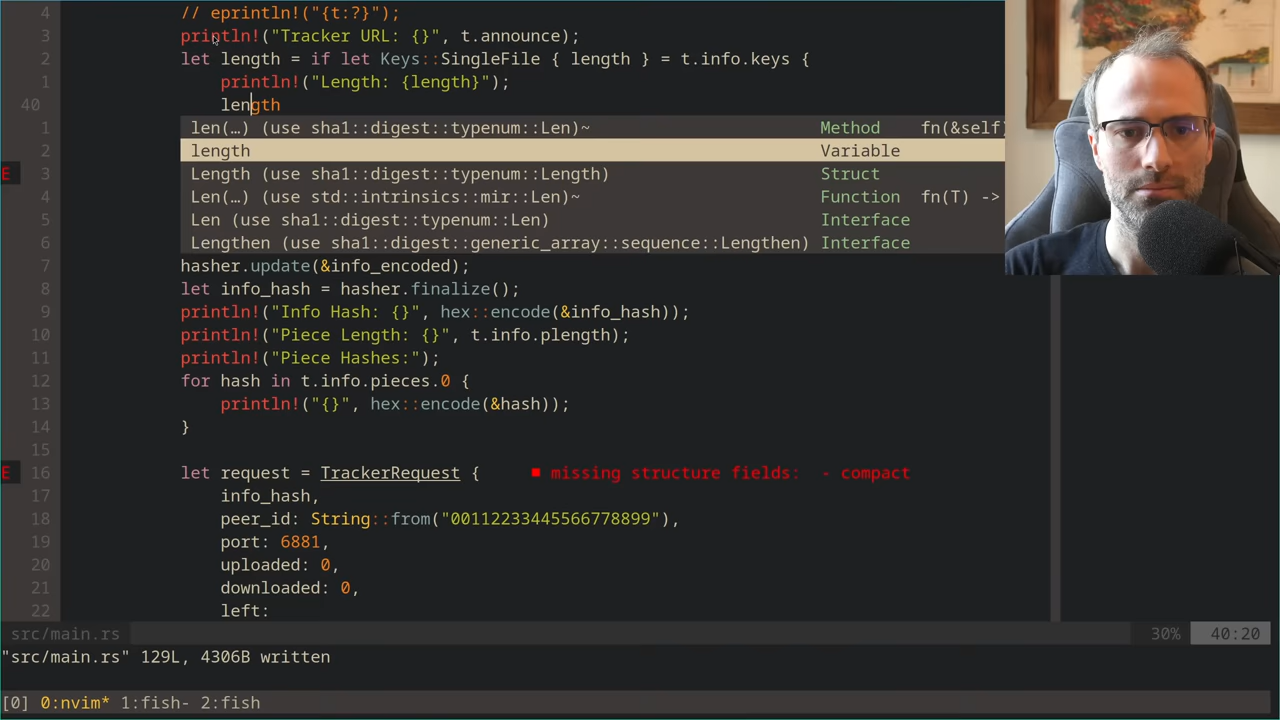 4 // eprintln!("{t:?}");
3 println!("Tracker URL: {}", t.announce);
2 let length = if let Keys::SingleFile { length } = t.info.keys {
1 println!("Length: {length}");
40 length
1 len(…) (use sha1::digest::typenum::Len)~ Method fn(&self)
2 length Variable
E 3 Length (use sha1::digest::typenum::Length) Struct
4 Len(…) (use std::intrinsics::mir::Len)~ Function fn(T) ->
5 Len (use sha1::digest::typenum::Len) Interface
6 Lengthen (use sha1::digest::generic_array::sequence::Lengthen) Interface
7 hasher.update(&info_encoded);
8 let info_hash = hasher.finalize();
9 println!("Info Hash: {}", hex::encode(&info_hash));
10 println!("Piece Length: {}", t.info.plength);
11 println!("Piece Hashes:");
12 for hash in t.info.pieces.0 {
13 println!("{}", hex::encode(&hash));
14 }
15
E 16 let request = TrackerRequest { ■ missing structure fields: - compact
17 info_hash,
18 peer_id: String::from("00112233445566778899"),
19 port: 6881,
20 uploaded: 0,
21 downloaded: 0,
22 left:
src/main.rs 30% 40:20
"src/main.rs" 129L, 4306B written
[0] 0:nvim* 1:fish- 2:fish